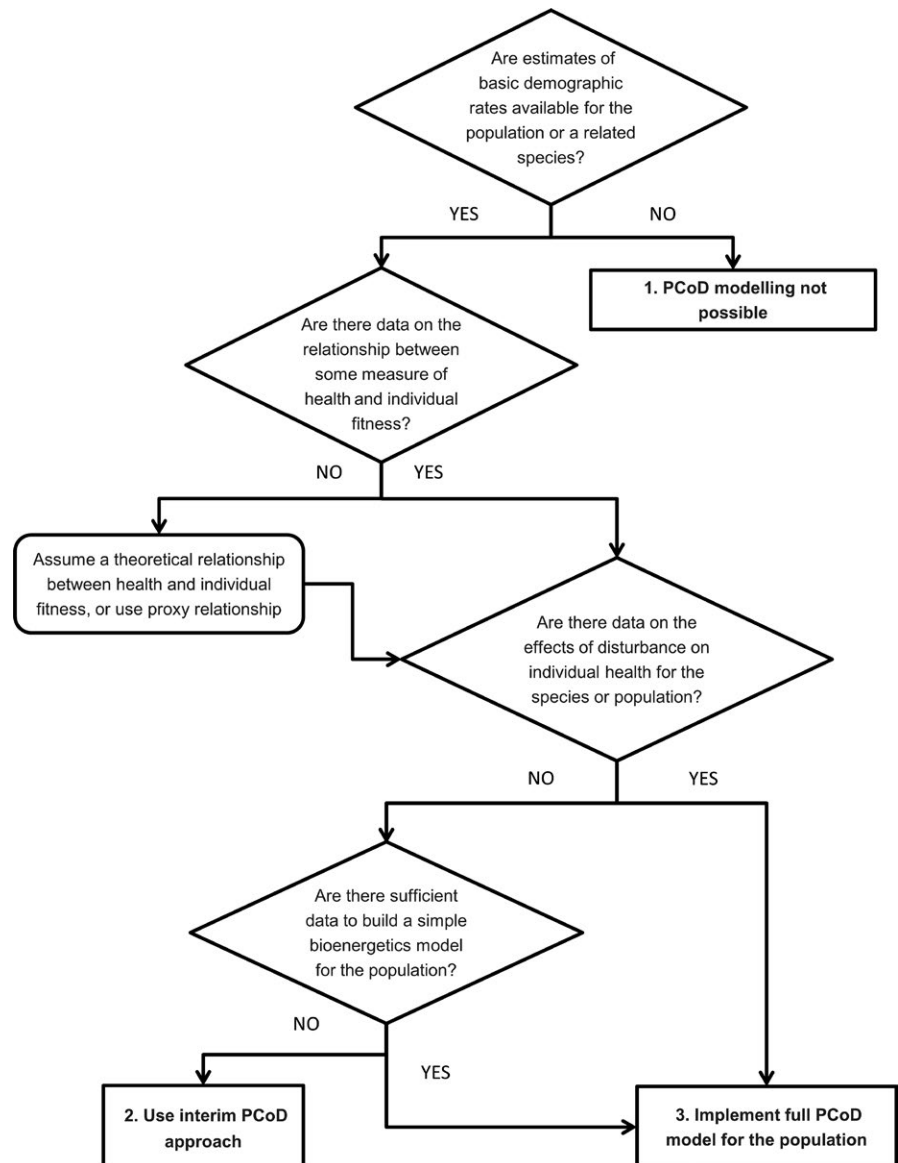 Are estimates of
basic demographic
rates available for the
population or a related
species?
YES
NO
1. PCoD modelling not
possible
Are there data on the
relationship between
some measure of
health and individual
fitness?
NO
YES
Assume a theoretical relationship
between health and individual
fitness, or use proxy relationship
Are there data on the
effects of disturbance on
individual health for the
species or population?
NO
YES
Are there sufficient
data to build a simple
bioenergetics model
for the population?
NO
YES
2. Use interim PCoD
approach
3. Implement full PCoD
model for the population